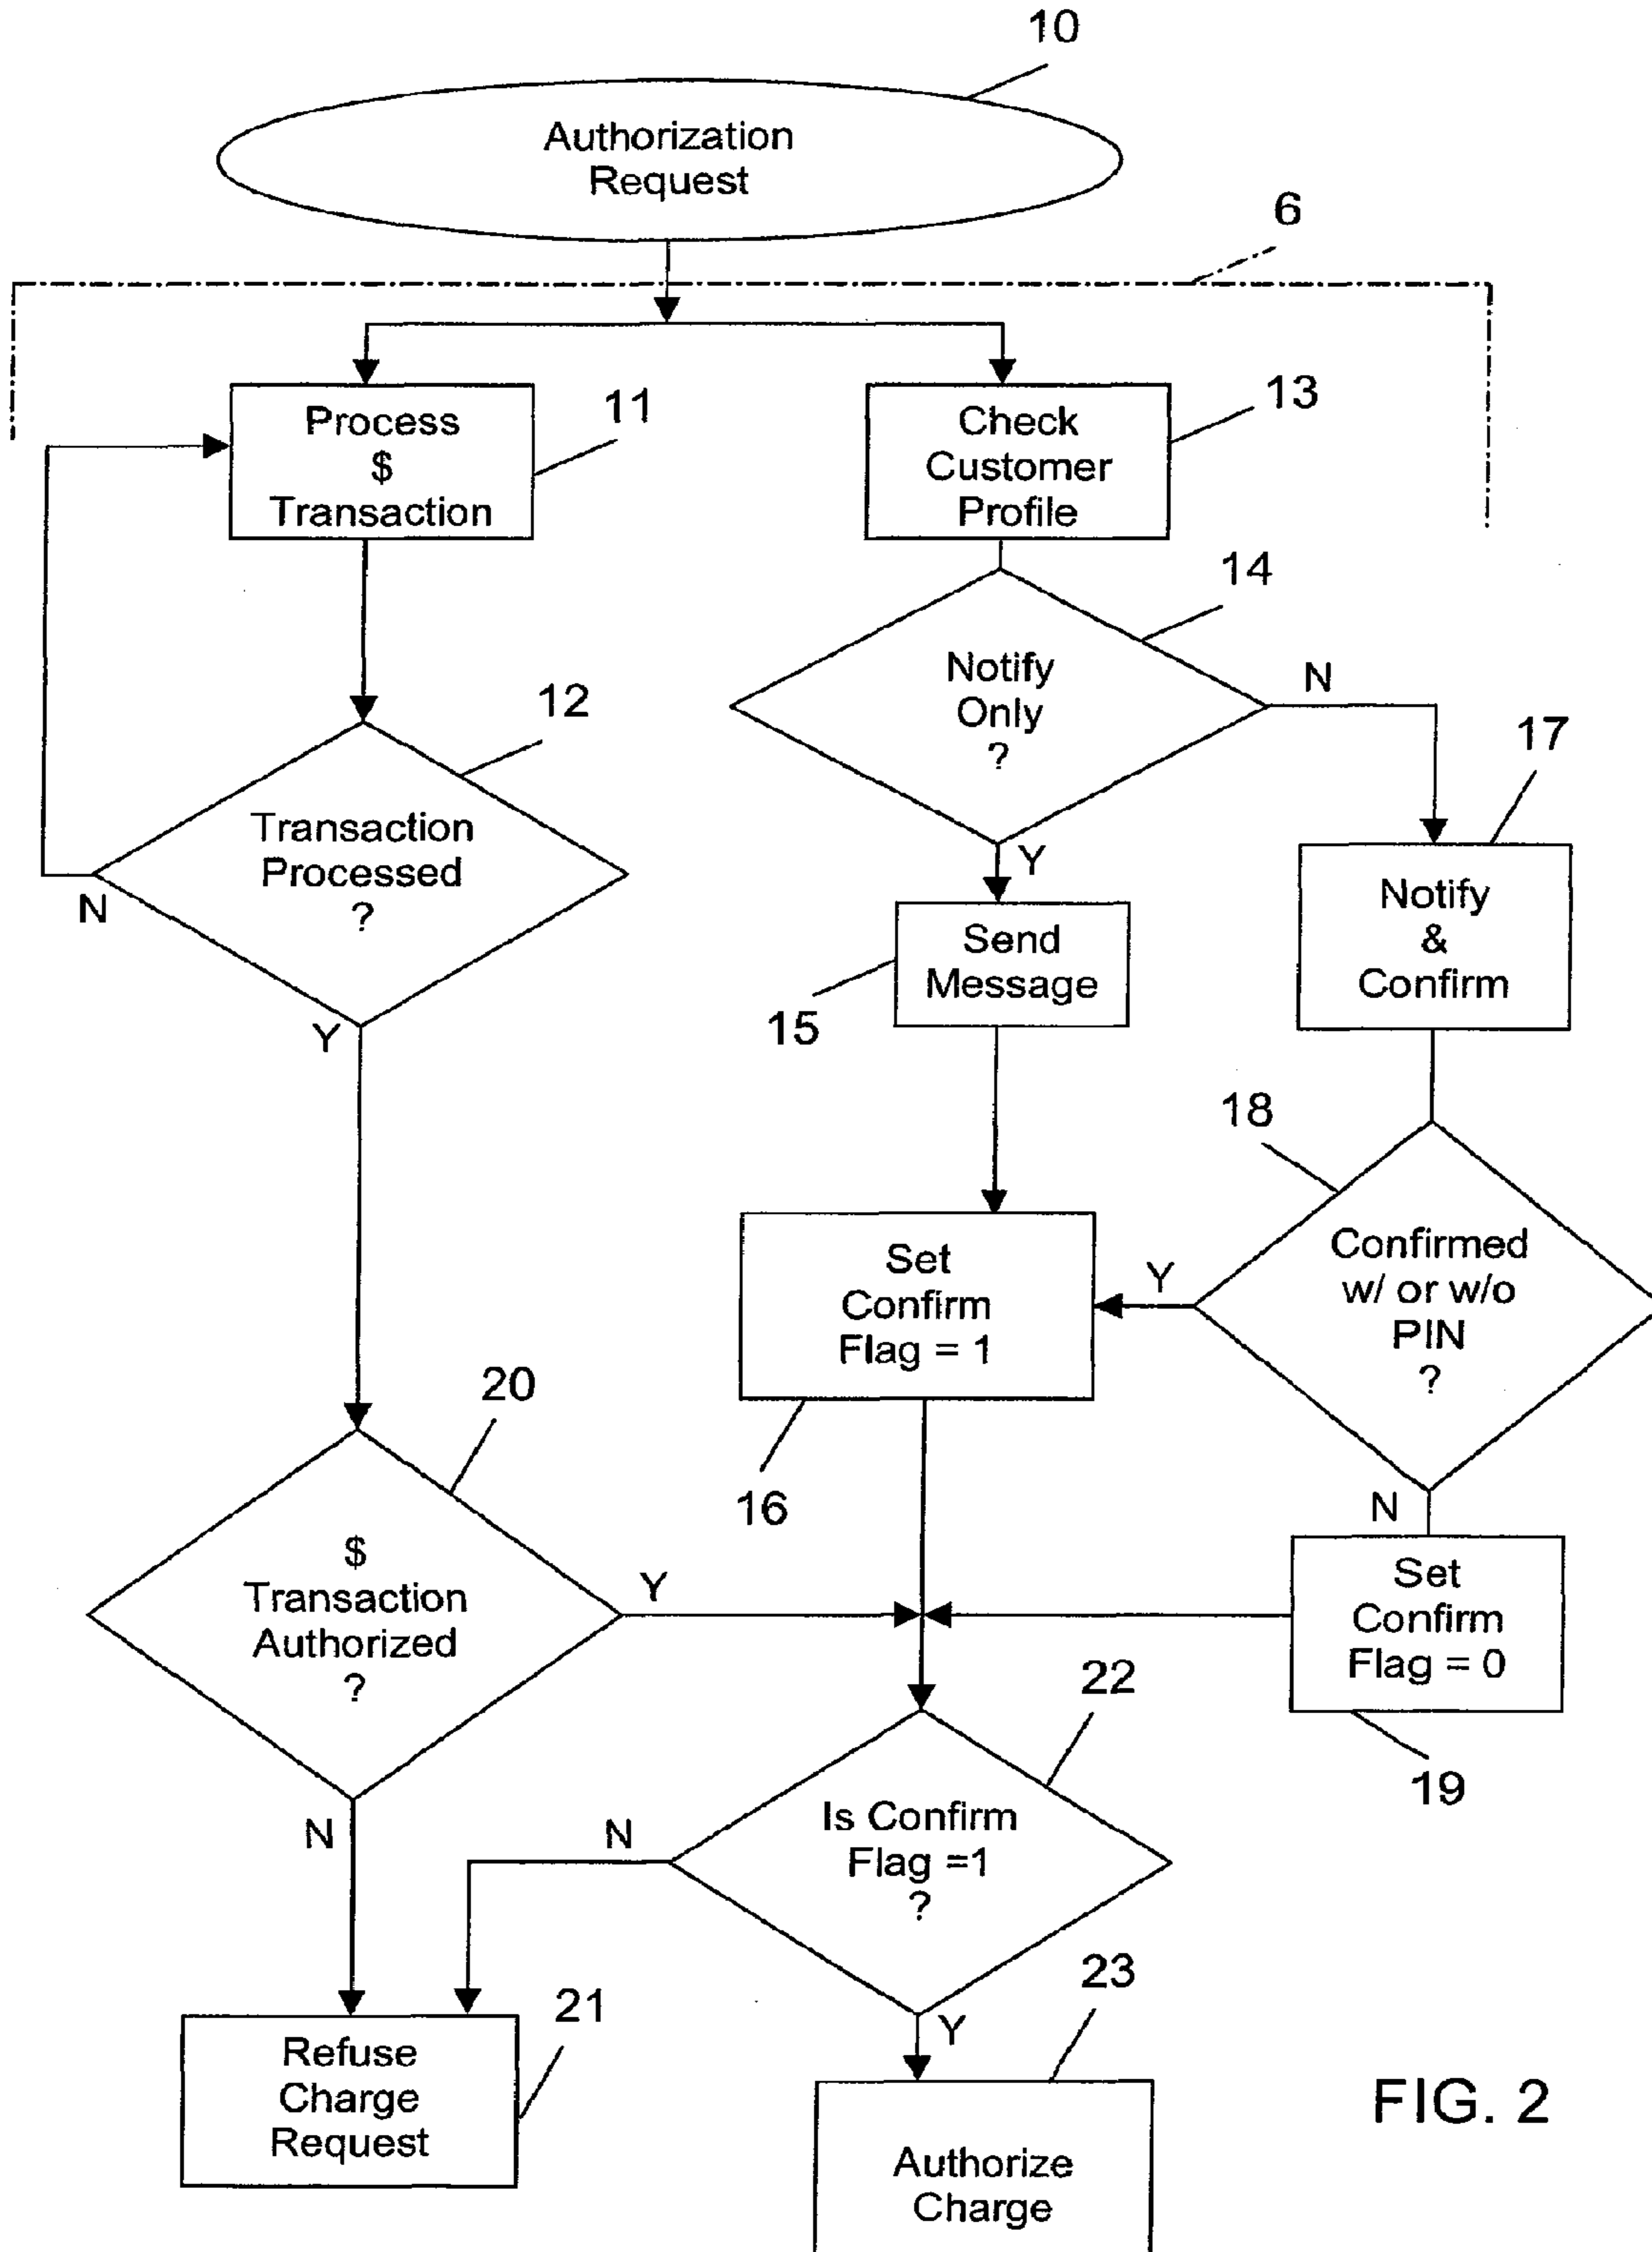 10
Authorization
Request
6
Process
$
Transaction
11
Check
Customer
Profile
13
14
Notify
Only
?
N
Y
12
Transaction
Processed
?
N
Y
17
Notify
&
Confirm
Send
Message
15
18
Confirmed
w/ or w/o
PIN
?
Y
N
Set
Confirm
Flag = 1
16
20
$
Transaction
Authorized
?
Y
N
Set
Confirm
Flag = 0
19
22
Is Confirm
Flag =1
?
N
Y
21
Refuse
Charge
Request
23
Authorize
Charge
FIG. 2